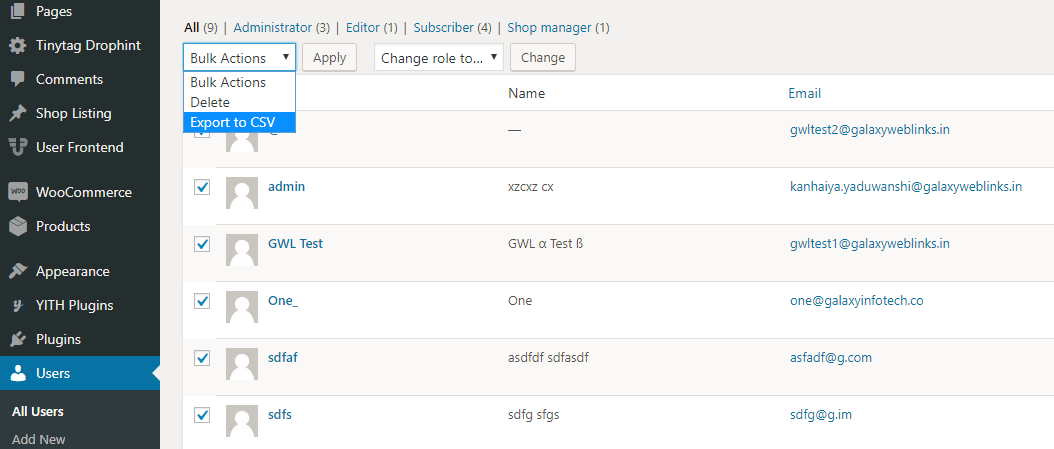 Pages
Tinytag Drophint
Comments
Shop Listing
User Frontend
WooCommerce
Products
Appearance
YITH Plugins
Plugins
Users
All Users
Add New
All (9) | Administrator (3) | Editor (1) | Subscriber (4) | Shop manager (1)
Bulk Actions Apply Change role to... Change
Bulk Actions
Delete
Export to CSV
Name Email
— gwltest2@galaxyweblinks.in
admin xzcxz cx kanhaiya.yaduwanshi@galaxyweblinks.in
GWL Test GWL α Test ß gwltest1@galaxyweblinks.in
One_ One one@galaxyinfotech.co
sdfaf asdfdf sdfasdf asfadf@g.com
sdfs sdfg sfgs sdfg@g.im